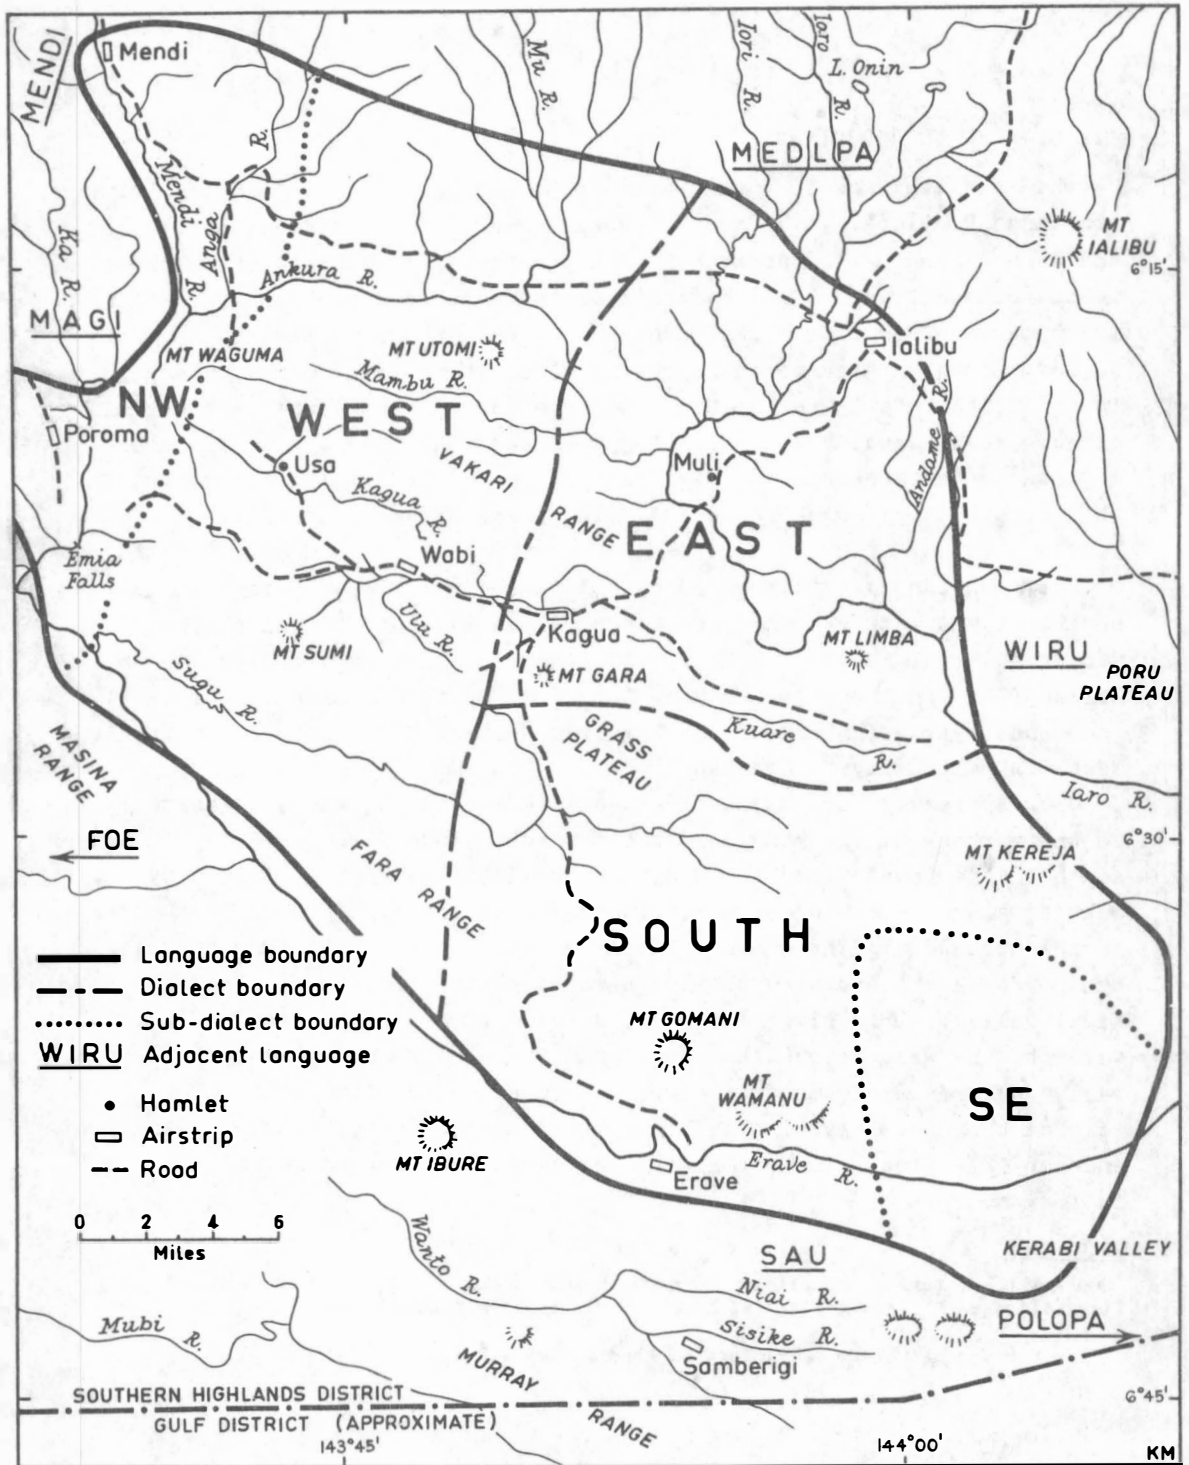 MENDI
Mendi
Mu R.
Iori R.
Iaro R.
L. Onin
MEDLPA
Mendi R.
Anga R.
Ka R.
MT IALIBU
6°15'
Ankura R.
MAGI
MT WAGUMA
MT UTOMI
Ialibu
Mambu R.
NW
WEST
Poroma
Usa
VAKARI RANGE
Muli
Andame R.
Kagua R.
EAST
Emia Falls
Wabi
Ulu R.
Kagua
MT SUMI
MT LIMBA
WIRU
PORU PLATEAU
MT GARA
Sugu R.
GRASS PLATEAU
Kuare R.
MASINA RANGE
Iaro R.
FOE
6°30'
MT KEREJA
FARA RANGE
SOUTH
Language boundary
Dialect boundary
Sub-dialect boundary
WIRU Adjacent language
Hamlet
Airstrip
Road
0 2 4 6
Miles
MT GOMANI
MT WAMANU
SE
MT IBURE
Erave R.
Erave
Wanto R.
SAU
KERABI VALLEY
Niai R.
POLOPA
Mubi R.
Sisike R.
Samberigi
MURRAY RANGE
SOUTHERN HIGHLANDS DISTRICT
GULF DISTRICT (APPROXIMATE)
6°45'
143°45'
144°00'
KM